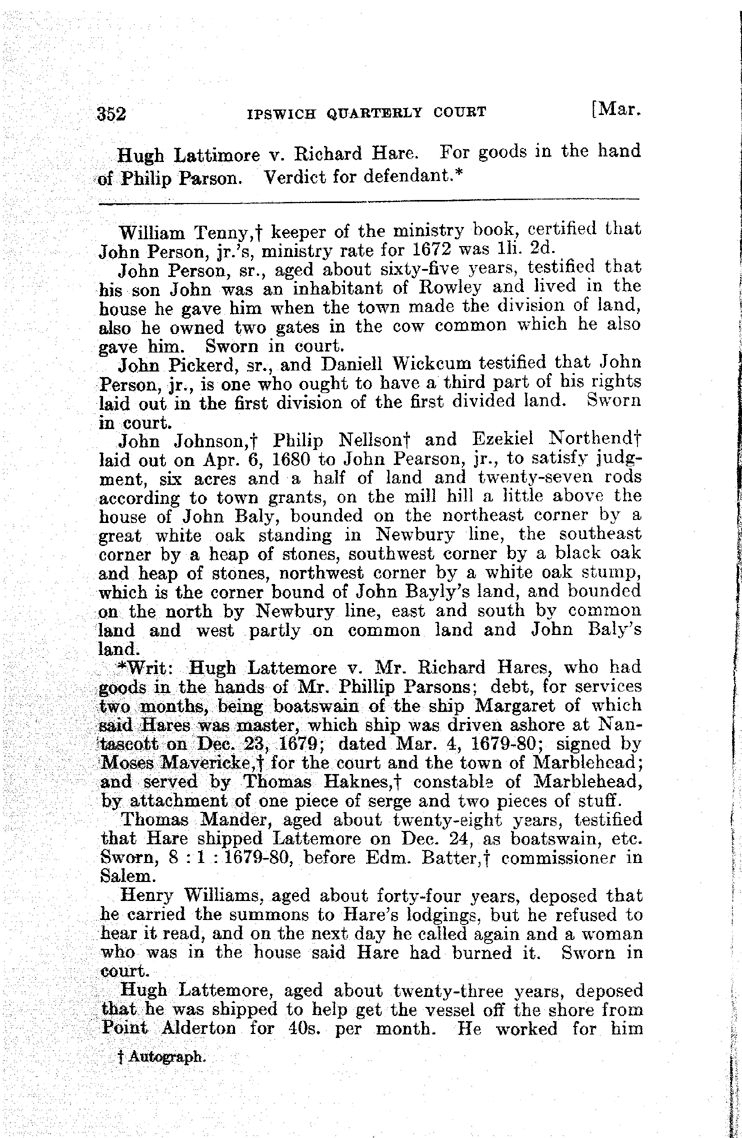 352 IPSWICH QUARTERLY COURT [Mar.
Hugh Lattimore v. Richard Hare. For goods in the hand
of Philip Parson. Verdict for defendant.*
William Tenny,† keeper of the ministry book, certified that
John Person, jr.'s, ministry rate for 1672 was 1li. 2d.
John Person, sr., aged about sixty-five years, testified that
his son John was an inhabitant of Rowley and lived in the
house he gave him when the town made the division of land,
also he owned two gates in the cow common which he also
gave him. Sworn in court.
John Pickerd, sr., and Daniell Wickcum testified that John
Person, jr., is one who ought to have a third part of his rights
laid out in the first division of the first divided land. Sworn
in court.
John Johnson,† Philip Nellson† and Ezekiel Northend†
laid out on Apr. 6, 1680 to John Pearson, jr., to satisfy judg-
ment, six acres and a half of land and twenty-seven rods
according to town grants, on the mill hill a little above the
house of John Baly, bounded on the northeast corner by a
great white oak standing in Newbury line, the southeast
corner by a heap of stones, southwest corner by a black oak
and heap of stones, northwest corner by a white oak stump,
which is the corner bound of John Bayly's land, and bounded
on the north by Newbury line, east and south by common
land and west partly on common land and John Baly's
land.
*Writ: Hugh Lattemore v. Mr. Richard Hares, who had
goods in the hands of Mr. Phillip Parsons; debt, for services
two months, being boatswain of the ship Margaret of which
said Hares was master, which ship was driven ashore at Nan-
tascott on Dec. 23, 1679; dated Mar. 4, 1679-80; signed by
Moses Mavericke,† for the court and the town of Marblehead;
and served by Thomas Haknes,† constable of Marblehead,
by attachment of one piece of serge and two pieces of stuff.
Thomas Mander, aged about twenty-eight years, testified
that Hare shipped Lattemore on Dec. 24, as boatswain, etc.
Sworn, 8 : 1 : 1679-80, before Edm. Batter,† commissioner in
Salem.
Henry Williams, aged about forty-four years, deposed that
he carried the summons to Hare's lodgings, but he refused to
hear it read, and on the next day he called again and a woman
who was in the house said Hare had burned it. Sworn in
court.
Hugh Lattemore, aged about twenty-three years, deposed
that he was shipped to help get the vessel off the shore from
Point Alderton for 40s. per month. He worked for him
† Autograph.